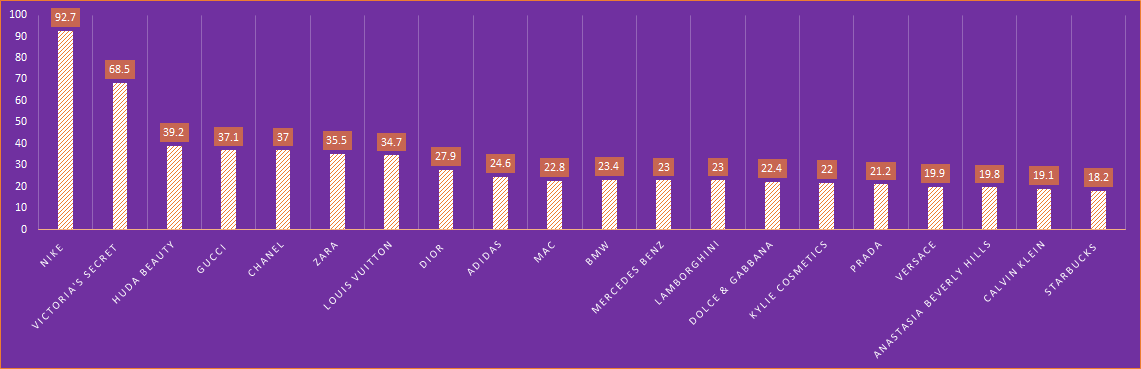 100
90
80
70
60
50
40
30
20
10
0
92.7
68.5
39.2
37.1
37
35.5
34.7
27.9
24.6
22.8
23.4
23
23
22.4
22
21.2
19.9
19.8
19.1
18.2
NIKE
VICTORIA'S SECRET
HUDA BEAUTY
GUCCI
CHANEL
ZARA
LOUIS VUITTON
DIOR
ADIDAS
MAC
BMW
MERCEDES BENZ
LAMBORGHINI
DOLCE & GABBANA
KYLIE COSMETICS
PRADA
VERSACE
ANASTASIA BEVERLY HILLS
CALVIN KLEIN
STARBUCKS